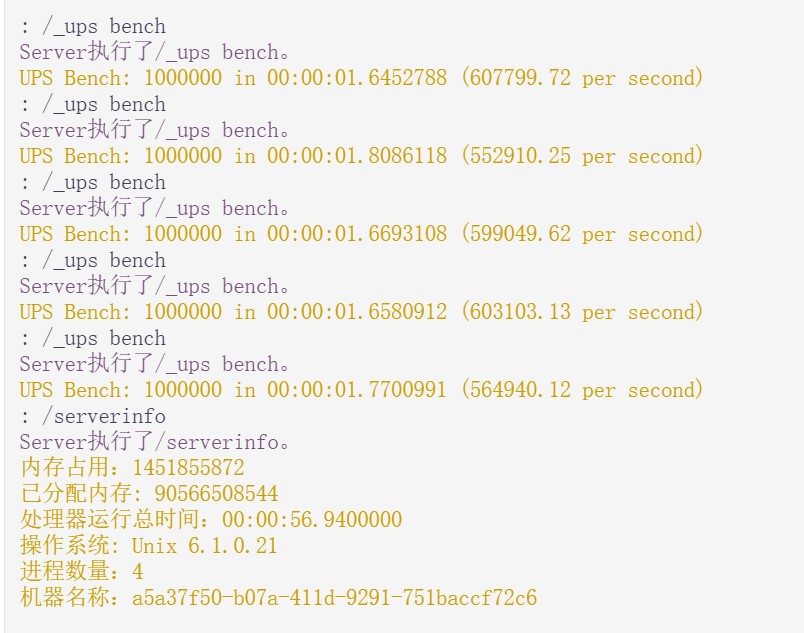 : /_ups bench
Server执行了/_ups bench。
UPS Bench: 1000000 in 00:00:01.6452788 (607799.72 per second)
: /_ups bench
Server执行了/_ups bench。
UPS Bench: 1000000 in 00:00:01.8086118 (552910.25 per second)
: /_ups bench
Server执行了/_ups bench。
UPS Bench: 1000000 in 00:00:01.6693108 (599049.62 per second)
: /_ups bench
Server执行了/_ups bench。
UPS Bench: 1000000 in 00:00:01.6580912 (603103.13 per second)
: /_ups bench
Server执行了/_ups bench。
UPS Bench: 1000000 in 00:00:01.7700991 (564940.12 per second)
: /serverinfo
Server执行了/serverinfo。
内存占用：1451855872
已分配内存: 90566508544
处理器运行总时间：00:00:56.9400000
操作系统: Unix 6.1.0.21
进程数量：4
机器名称：a5a37f50-b07a-411d-9291-751baccf72c6